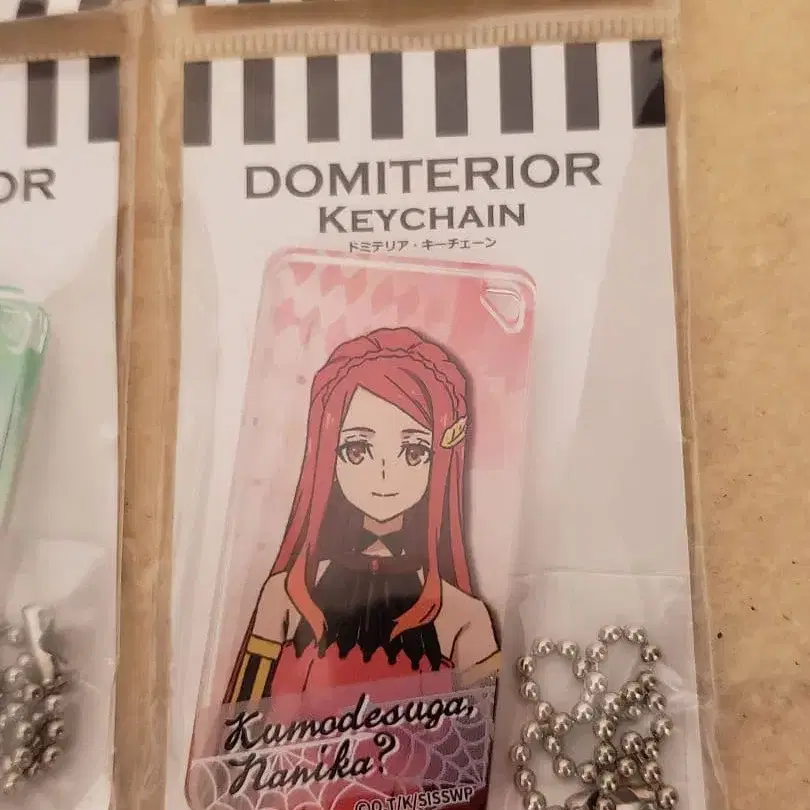 OR
DOMITERIOR
KEYCHAIN
ドミテリア・キーチェーン
Kumodesuga,
Nanika?
©O,T/K/SISSWP